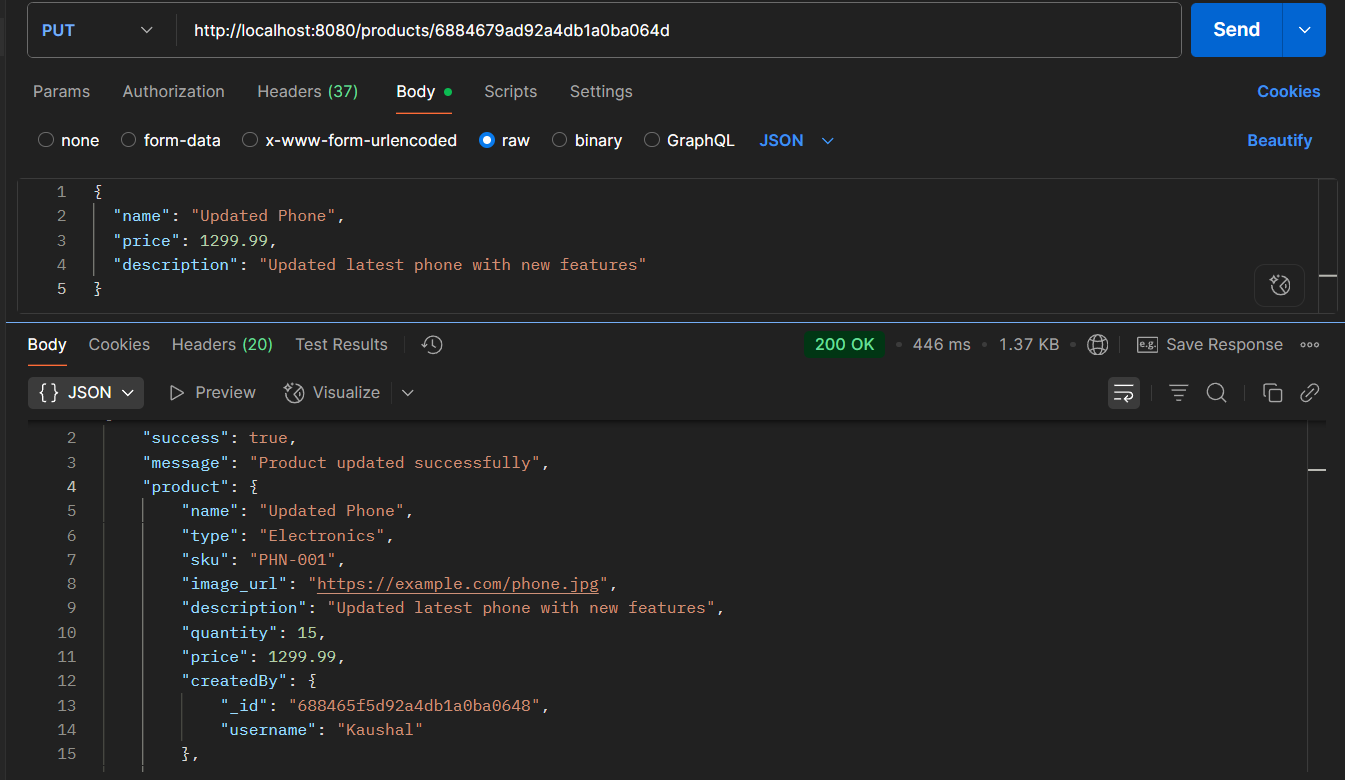 PUT http://localhost:8080/products/6884679ad92a4db1a0ba064d Send
Params Authorization Headers (37) Body Scripts Settings Cookies
none form-data x-www-form-urlencoded raw binary GraphQL JSON Beautify
1 {
2 "name": "Updated Phone",
3 "price": 1299.99,
4 "description": "Updated latest phone with new features"
5 }
Body Cookies Headers (20) Test Results 200 OK • 446 ms • 1.37 KB • e.g. Save Response
{} JSON Preview Visualize
2 "success": true,
3 "message": "Product updated successfully",
4 "product": {
5 "name": "Updated Phone",
6 "type": "Electronics",
7 "sku": "PHN-001",
8 "image_url": "https://example.com/phone.jpg",
9 "description": "Updated latest phone with new features",
10 "quantity": 15,
11 "price": 1299.99,
12 "createdBy": {
13 "_id": "688465f5d92a4db1a0ba0648",
14 "username": "Kaushal"
15 },